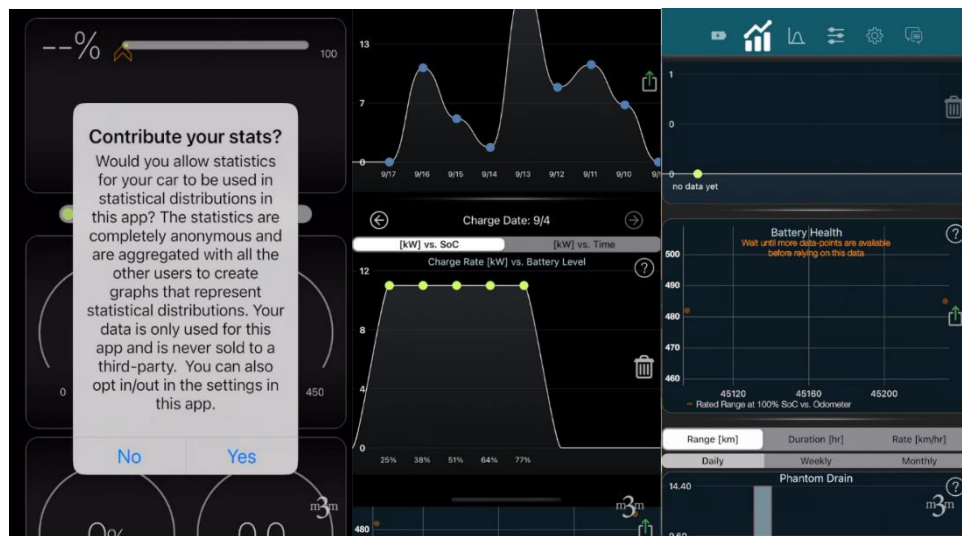 --%
100
Contribute your stats?
Would you allow statistics
for your car to be used in
statistical distributions in
this app? The statistics are
completely anonymous and
are aggregated with all the
other users to create
graphs that represent
statistical distributions. Your
data is only used for this
app and is never sold to a
third-party. You can also
opt in/out in the settings in
this app.
No Yes
0 450
0% 0.0
m3m
13
7
0
9/17 9/16 9/15 9/14 9/13 9/12 9/11 9/10
Charge Date: 9/4
[kW] vs. SoC [kW] vs. Time
Charge Rate [kW] vs. Battery Level
?
12
8
4
0
25% 38% 51% 64% 77%
m3m
480
1
0
0
no data yet
Battery Health
?
Wait until more data-points are available
before relying on this data
500
490
480
470
460
45120 45160 45200
Rated Range at 100% SoC vs. Odometer
Range [km] Duration [hr] Rate [km/hr]
Daily Weekly Monthly
Phantom Drain
?
14.40
m3m
9.60